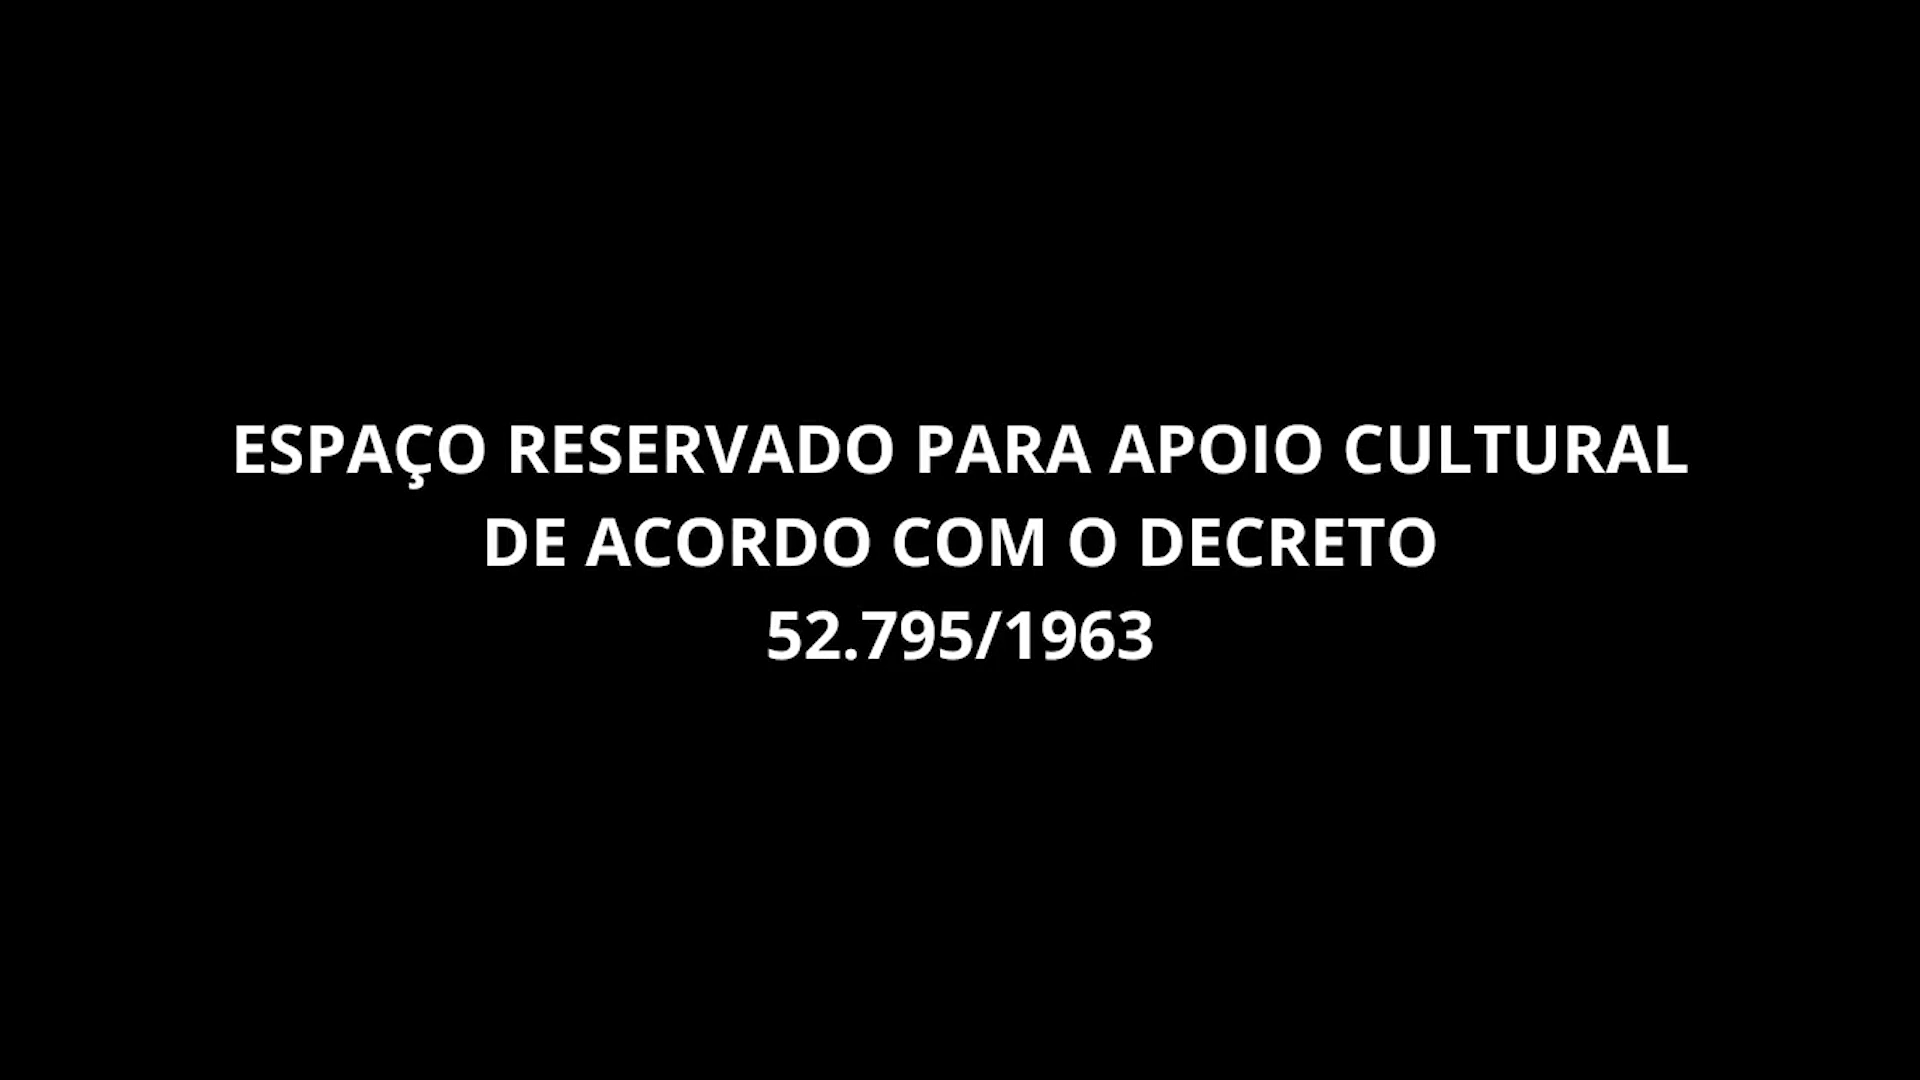 ESPAÇO RESERVADO PARA APOIO CULTURAL
DE ACORDO COM O DECRETO
52.795/1963